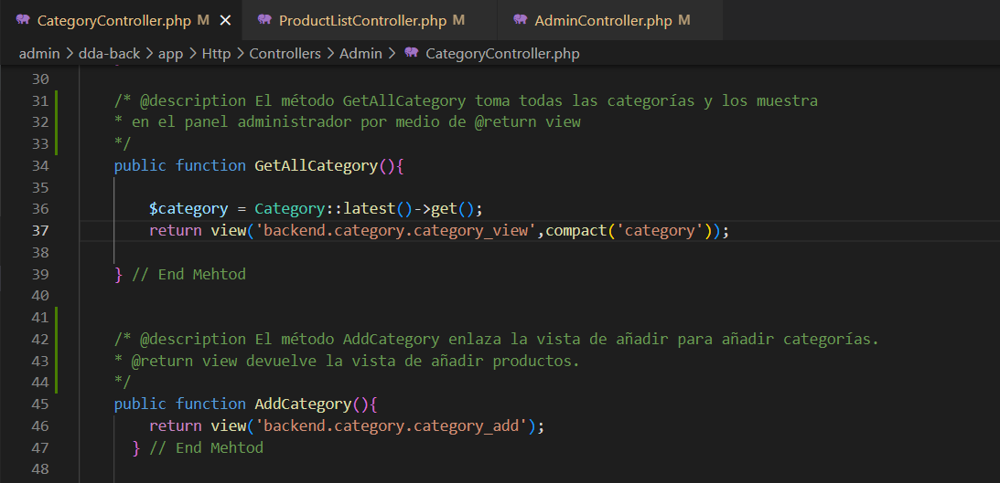 CategoryController.php M ×
ProductListController.php M
AdminController.php M
admin > dda-back > app > Http > Controllers > Admin > CategoryController.php
30
31 /* @description El método GetAllCategory toma todas las categorías y los muestra
32 * en el panel administrador por medio de @return view
33 */
34 public function GetAllCategory(){
35
36 $category = Category::latest()->get();
37 return view('backend.category.category_view',compact('category'));
38
39 } // End Mehtod
40
41
42 /* @description El método AddCategory enlaza la vista de añadir para añadir categorías.
43 * @return view devuelve la vista de añadir productos.
44 */
45 public function AddCategory(){
46 return view('backend.category.category_add');
47 } // End Mehtod
48